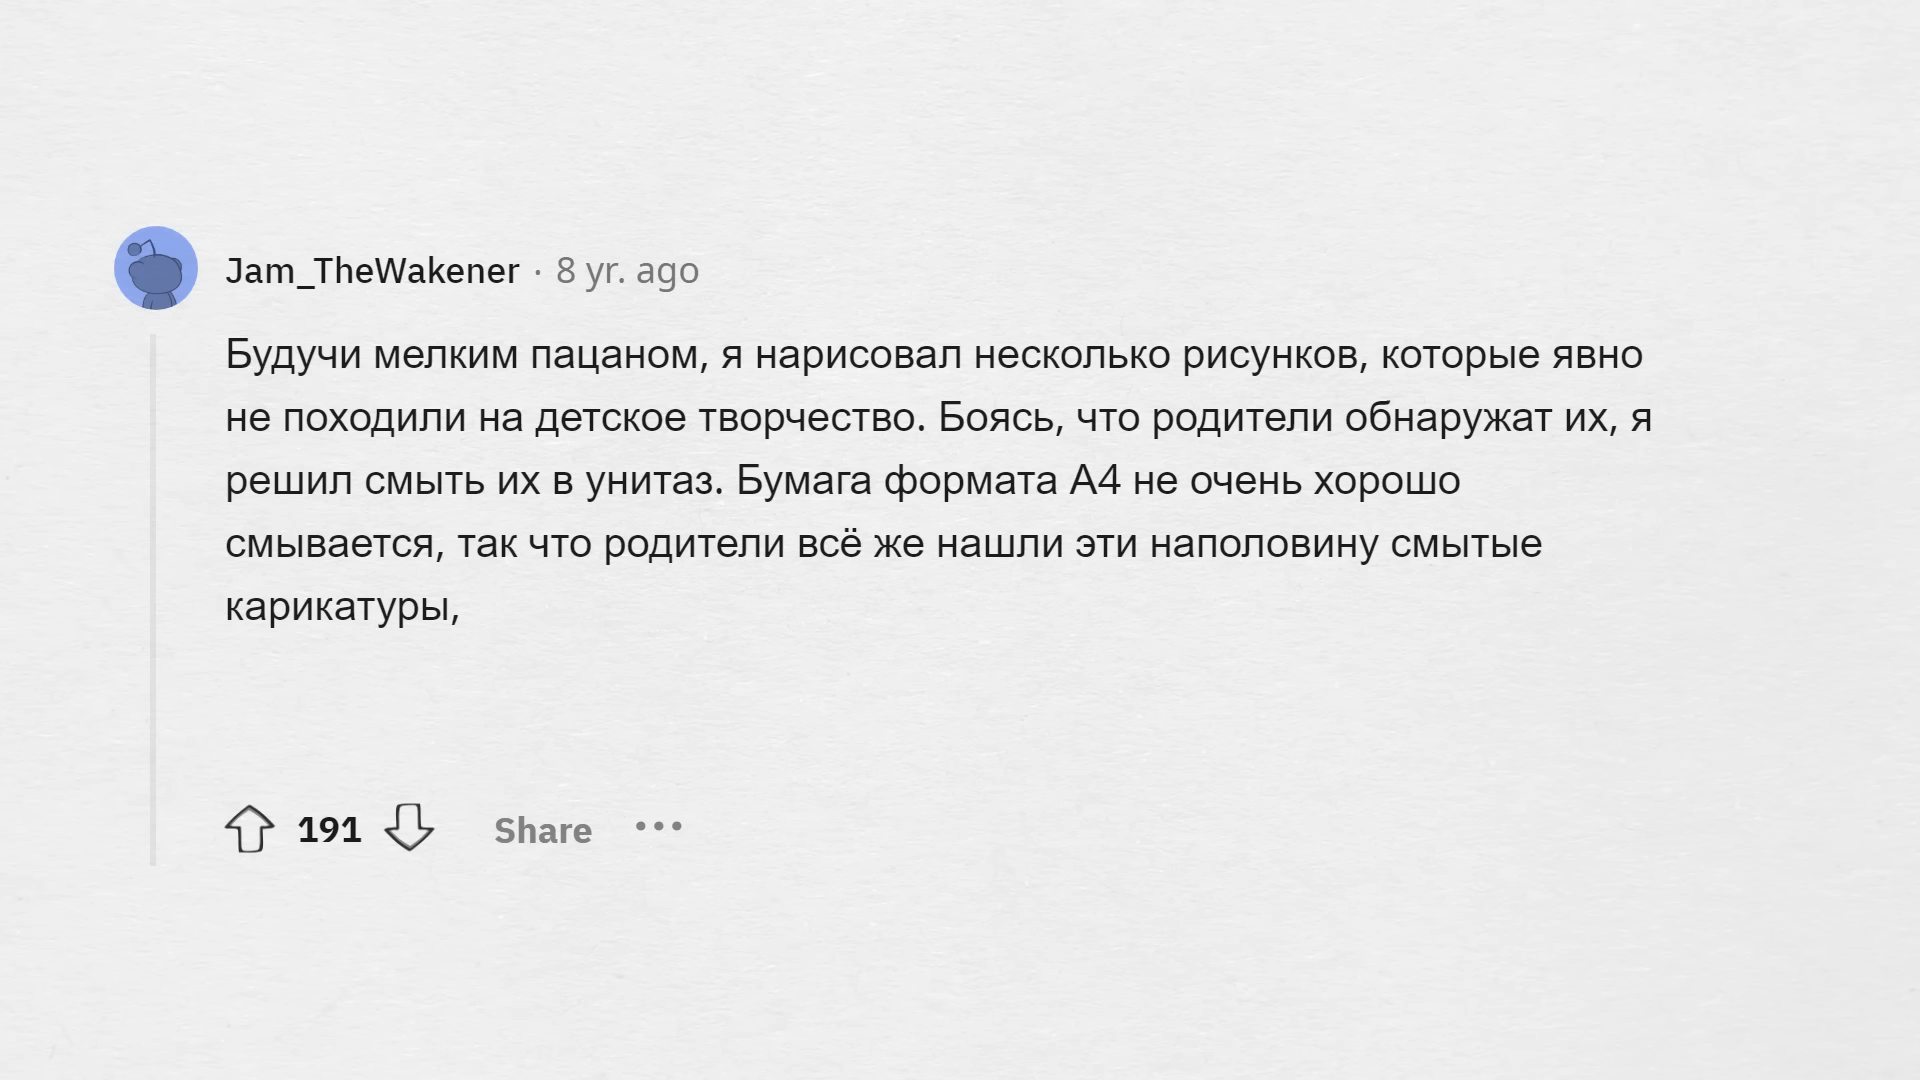 Jam_TheWakener · 8 yr. ago
Будучи мелким пацаном, я нарисовал несколько рисунков, которые явно
не походили на детское творчество. Боясь, что родители обнаружат их, я
решил смыть их в унитаз. Бумага формата А4 не очень хорошо
смывается, так что родители всё же нашли эти наполовину смытые
карикатуры,
191 Share •••